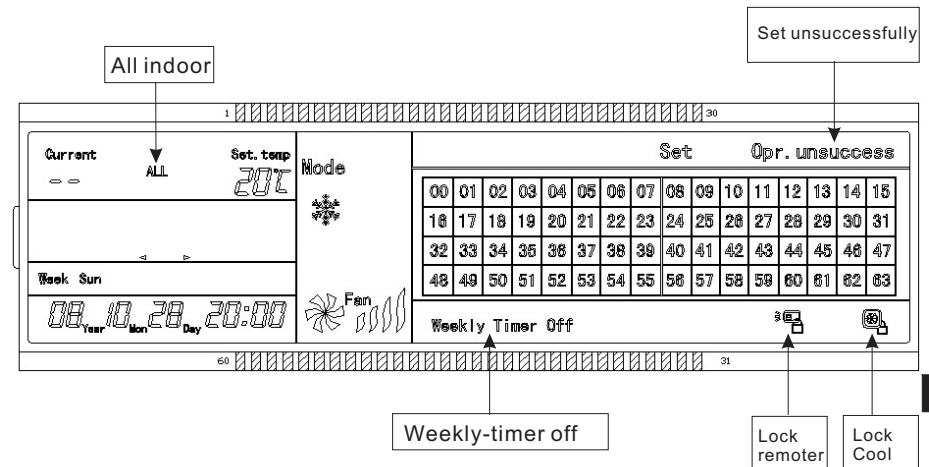 Set unsuccessfully
All indoor
1 30
Current ALL Set.temp
-- 20℃
Mode
Set Opr.unsuccess
00 01 02 03 04 05 06 07 08 09 10 11 12 13 14 15
16 17 18 19 20 21 22 23 24 25 26 27 28 29 30 31
32 33 34 35 36 37 38 39 40 41 42 43 44 45 46 47
48 49 50 51 52 53 54 55 56 57 58 59 60 61 62 63
Week Sun
08 Year 10 Mon 28 Day 20:00
Fan
Weekly Timer Off
60 31
Weekly-timer off
Lock
remoter
Lock
Cool